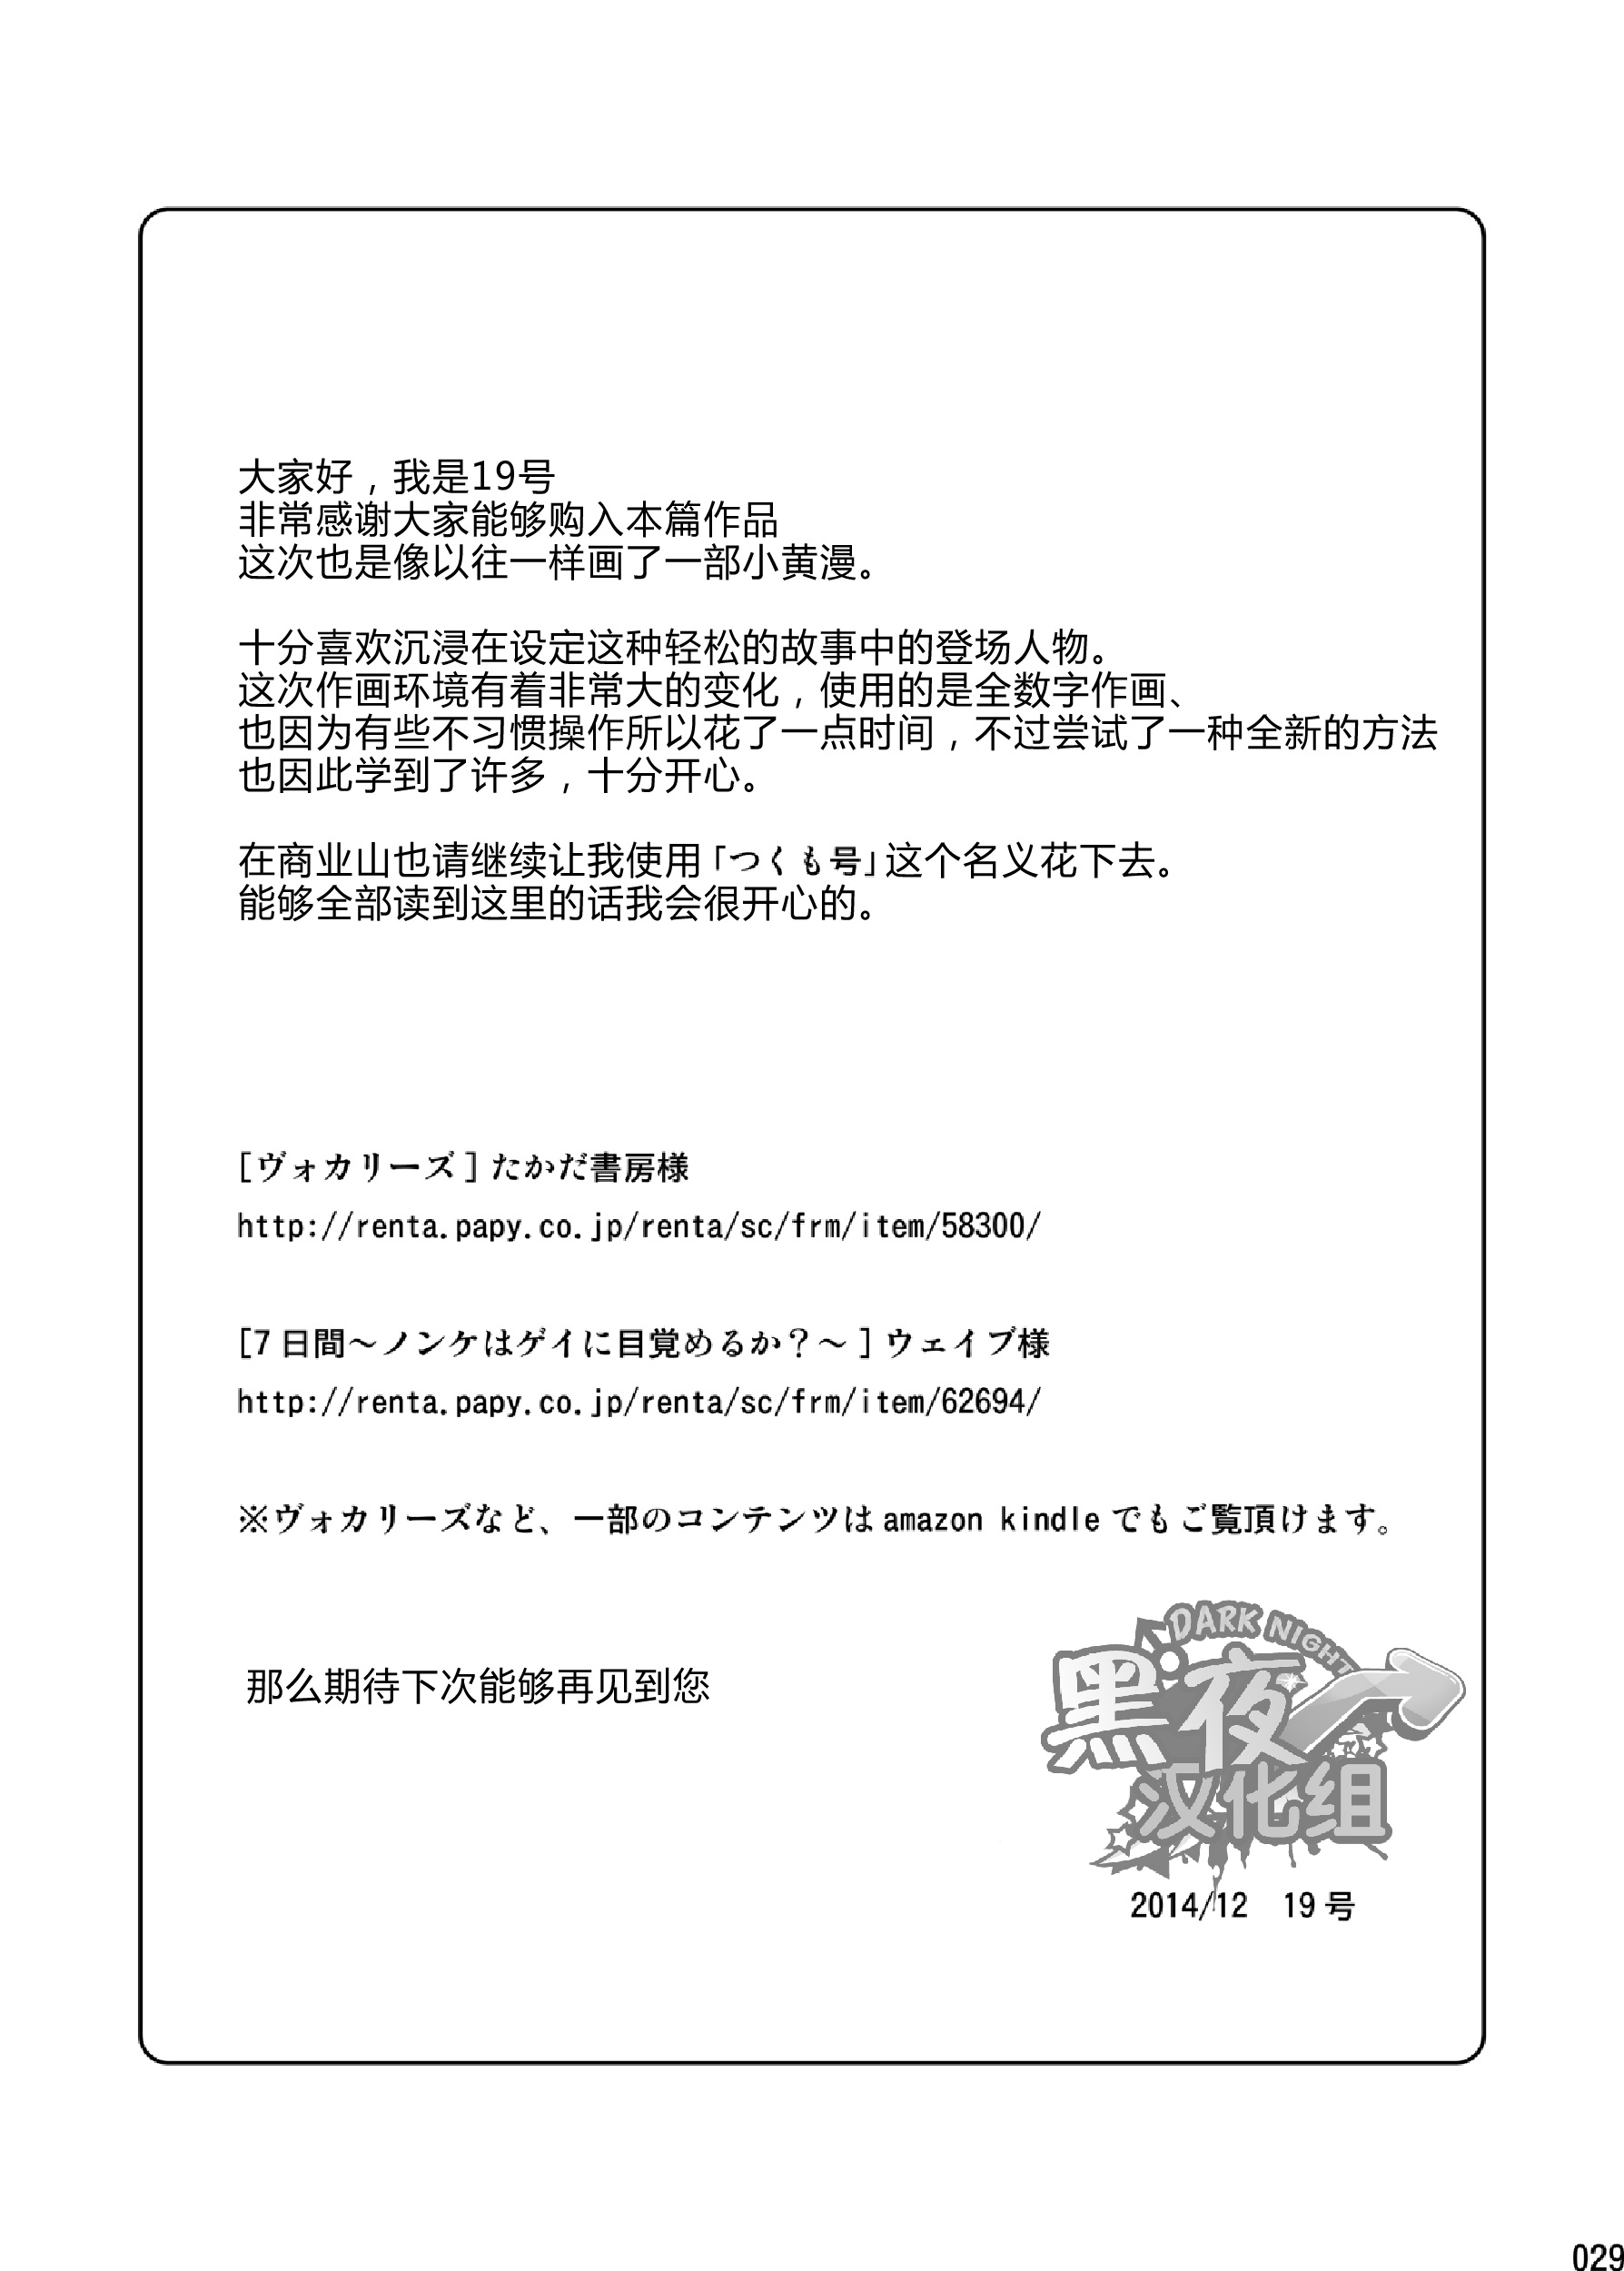 大家好，我是19号
非常感谢大家能够购入本篇作品
这次也是像以往一样画了一部小黄漫。
十分喜欢沉浸在设定这种轻松的故事中的登场人物。
这次作画环境有着非常大的变化，使用的是全数字作画、
也因为有些不习惯操作所以花了一点时间，不过尝试了一种全新的方法
也因此学到了许多，十分开心。
在商业山也请继续让我使用「つくも号」这个名义花下去。
能够全部读到这里的话我会很开心的。
[ヴォカリーズ]たかだ書房様
http://renta.papy.co.jp/renta/sc/frm/item/58300/
[7日間～ノンケはゲイに目覚めるか？～]ウェイブ様
http://renta.papy.co.jp/renta/sc/frm/item/62694/
※ヴォカリーズなど、一部のコンテンツはamazon kindleでもご覧頂けます。
那么期待下次能够再见到您
DARK NIGHT
黑夜
汉化组
2014/12　19号
029